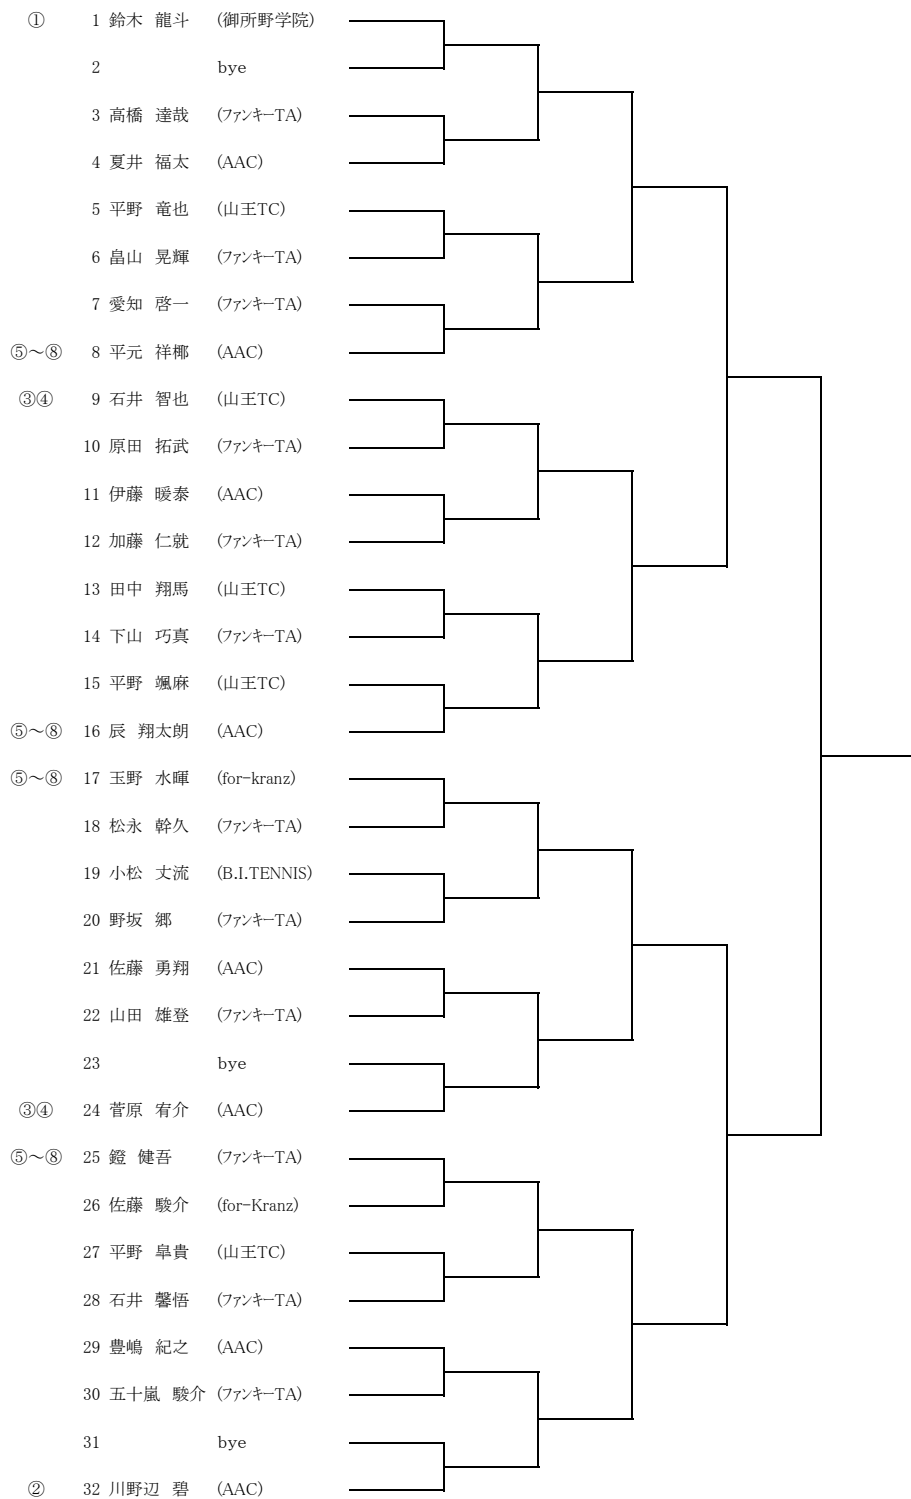 ① 1 鈴木 龍斗 (御所野学院)
2 bye
3 高橋 達哉 (ファンキーTA)
4 夏井 福太 (AAC)
5 平野 竜也 (山王TC)
6 畠山 晃輝 (ファンキーTA)
7 愛知 啓一 (ファンキーTA)
⑤～⑧ 8 平元 祥椰 (AAC)
③④ 9 石井 智也 (山王TC)
10 原田 拓武 (ファンキーTA)
11 伊藤 暖泰 (AAC)
12 加藤 仁就 (ファンキーTA)
13 田中 翔馬 (山王TC)
14 下山 巧真 (ファンキーTA)
15 平野 颯麻 (山王TC)
⑤～⑧ 16 辰 翔太朗 (AAC)
⑤～⑧ 17 玉野 水暉 (for-kranz)
18 松永 幹久 (ファンキーTA)
19 小松 丈流 (B.I.TENNIS)
20 野坂 郷 (ファンキーTA)
21 佐藤 勇翔 (AAC)
22 山田 雄登 (ファンキーTA)
23 bye
③④ 24 菅原 宥介 (AAC)
⑤～⑧ 25 鐙 健吾 (ファンキーTA)
26 佐藤 駿介 (for-Kranz)
27 平野 皐貴 (山王TC)
28 石井 馨悟 (ファンキーTA)
29 豊嶋 紀之 (AAC)
30 五十嵐 駿介 (ファンキーTA)
31 bye
② 32 川野辺 碧 (AAC)